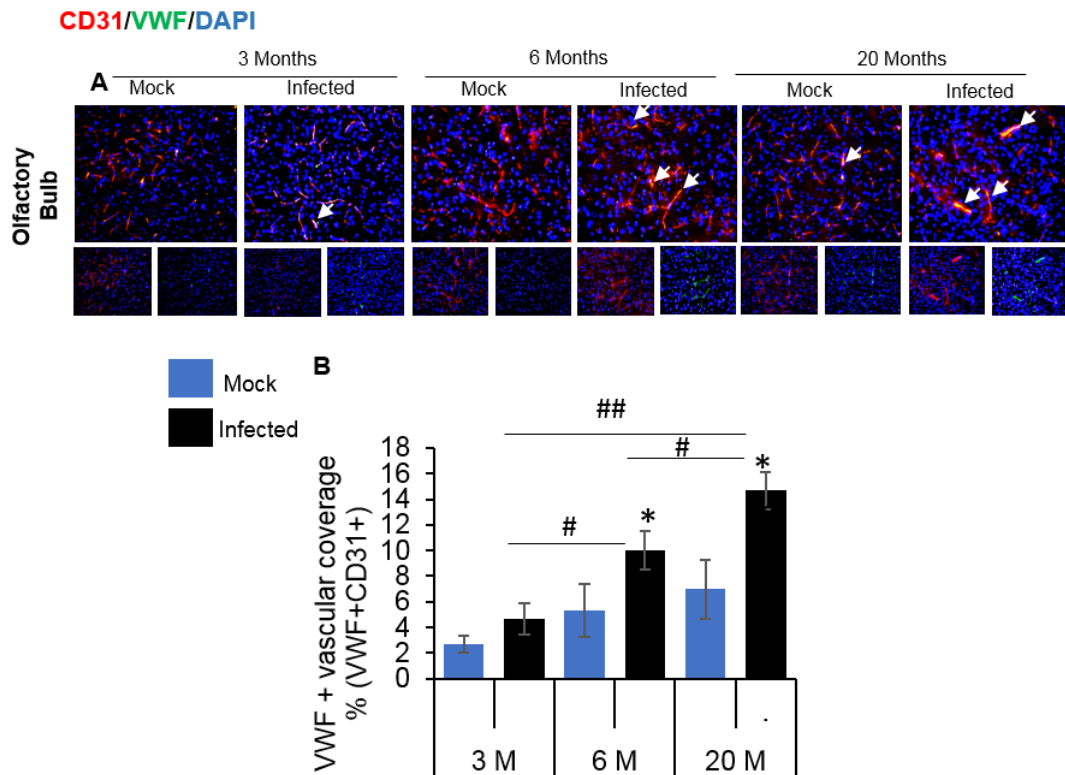 CD31/VWF/DAPI
3 Months 6 Months 20 Months
A
Mock Infected Mock Infected Mock Infected
Olfactory
Bulb
Mock
Infected
B
##
#
*
#
*
18
16
14
12
10
8
6
4
2
0
VWF + vascular coverage
% (VWF+CD31+)
.
3 M 6 M 20 M